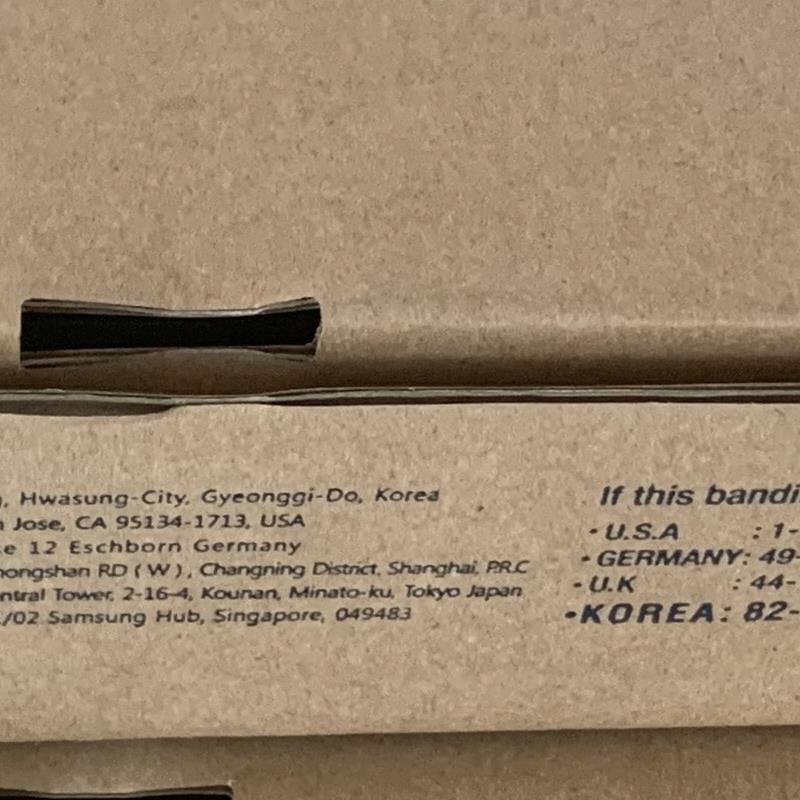 , Hwasung-City, Gyeonggi-Do, Korea
Jose, CA 95134-1713, USA
12 Eschborn Germany
hongshan RD ( W ) , Changning District, Shanghai, P.R.C
ntral Tower, 2-16-4, Kounan, Minato-ku, Tokyo Japan
/02 Samsung Hub, Singapore, 049483
If this bandi
• U.S.A : 1-
• GERMANY: 49-
• U.K : 44-
• KOREA : 82-